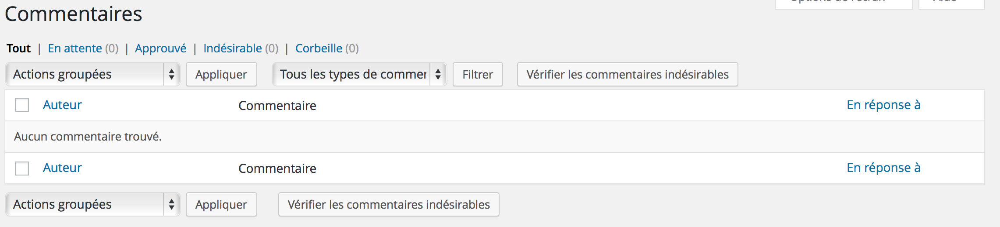 Commentaires
Tout | En attente (0) | Approuvé | Indésirable (0) | Corbeille (0)
Actions groupées Appliquer Tous les types de commer Filtrer Vérifier les commentaires indésirables
Auteur Commentaire En réponse à
Aucun commentaire trouvé.
Auteur Commentaire En réponse à
Actions groupées Appliquer Vérifier les commentaires indésirables